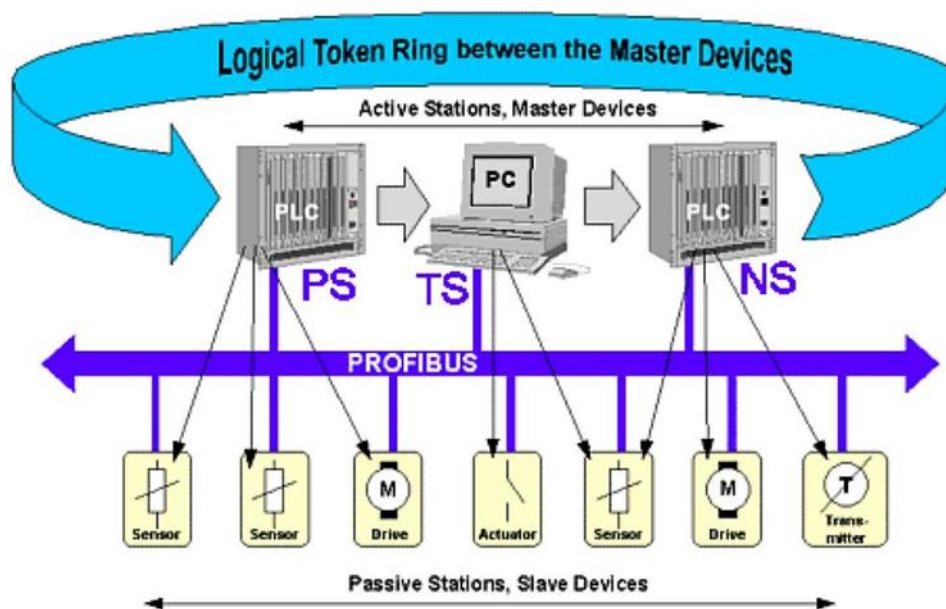 Logical Token Ring between the Master Devices
Active Stations, Master Devices
PLC
PC
PLC
PS
TS
NS
PROFIBUS
M
M
T
Sensor
Sensor
Drive
Actuator
Sensor
Drive
Trans-
mitter
Passive Stations, Slave Devices